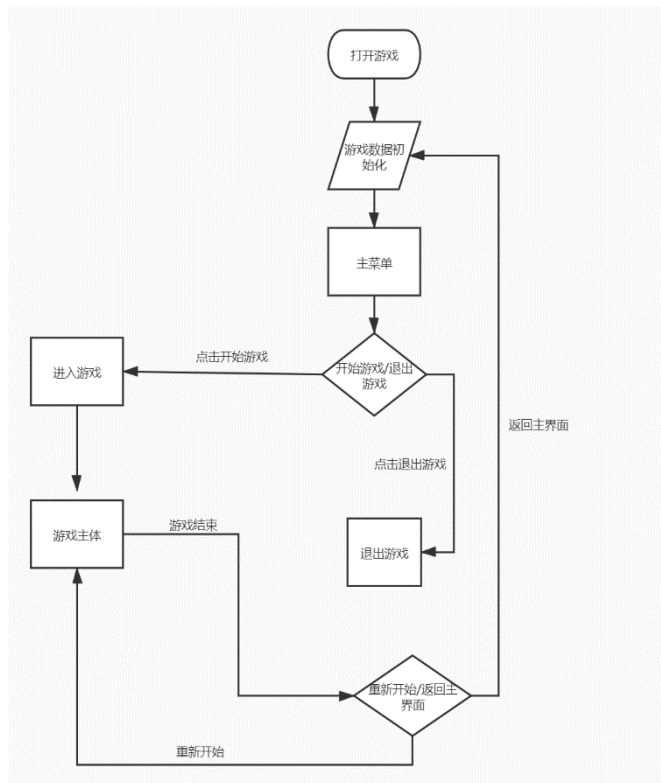 打开游戏
游戏数据初
始化
主菜单
点击开始游戏
开始游戏/退出
游戏
进入游戏
返回主界面
点击退出游戏
游戏结束
游戏主体
退出游戏
重新开始/返回主
界面
重新开始